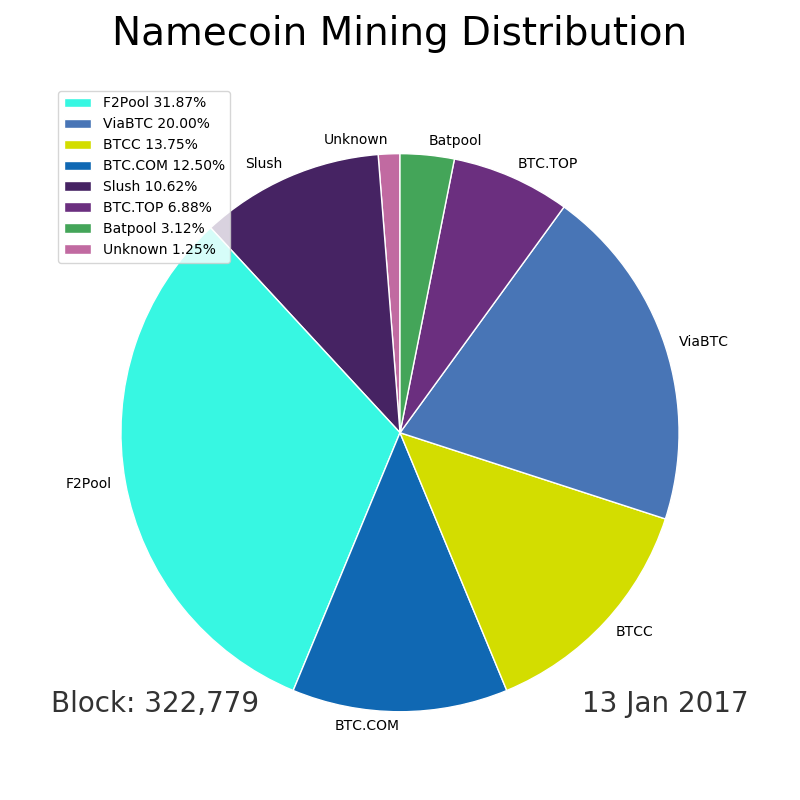 Namecoin Mining Distribution
F2Pool 31.87%
ViaBTC 20.00%
BTCC 13.75%
BTC.COM 12.50%
Slush 10.62%
BTC.TOP 6.88%
Batpool 3.12%
Unknown 1.25%
Unknown
Batpool
Slush
BTC.TOP
ViaBTC
F2Pool
BTCC
BTC.COM
Block: 322,779
13 Jan 2017